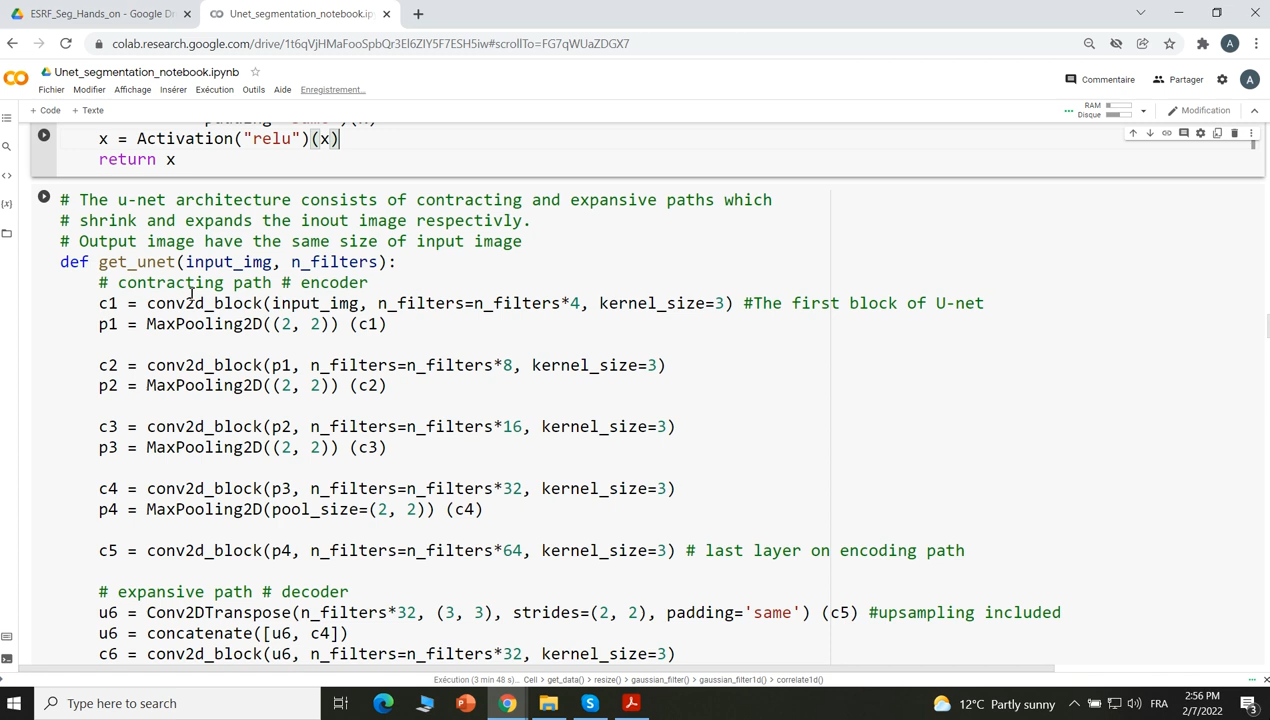 ESRF_Seg_Hands_on - Google Dr
Unet_segmentation_notebook.ipyn
colab.research.google.com/drive/1t6qVjHMaFooSpbQr3El6ZIY5F7ESH5iw#scrollTo=FG7qWUaZDGX7
A
Unet_segmentation_notebook.ipynb
Commentaire
Partager
A
Fichier Modifier Affichage Insérer Exécution Outils Aide Enregistrement...
+ Code + Texte
RAM
Disque
Modification
x = Activation("relu")(x)
return x
# The u-net architecture consists of contracting and expansive paths which
# shrink and expands the inout image respectivly.
# Output image have the same size of input image
def get_unet(input_img, n_filters):
# contracting path # encoder
c1 = conv2d_block(input_img, n_filters=n_filters*4, kernel_size=3) #The first block of U-net
p1 = MaxPooling2D((2, 2)) (c1)
c2 = conv2d_block(p1, n_filters=n_filters*8, kernel_size=3)
p2 = MaxPooling2D((2, 2)) (c2)
c3 = conv2d_block(p2, n_filters=n_filters*16, kernel_size=3)
p3 = MaxPooling2D((2, 2)) (c3)
c4 = conv2d_block(p3, n_filters=n_filters*32, kernel_size=3)
p4 = MaxPooling2D(pool_size=(2, 2)) (c4)
c5 = conv2d_block(p4, n_filters=n_filters*64, kernel_size=3) # last layer on encoding path
# expansive path # decoder
u6 = Conv2DTranspose(n_filters*32, (3, 3), strides=(2, 2), padding='same') (c5) #upsampling included
u6 = concatenate([u6, c4])
c6 = conv2d_block(u6, n_filters=n_filters*32, kernel_size=3)
Exécution (3 min 48 s)... Cell > get_data() > resize() > gaussian_filter() > gaussian_filter1d() > correlate1d()
Type here to search
12°C Partly sunny
FRA
2:56 PM
2/7/2022
3